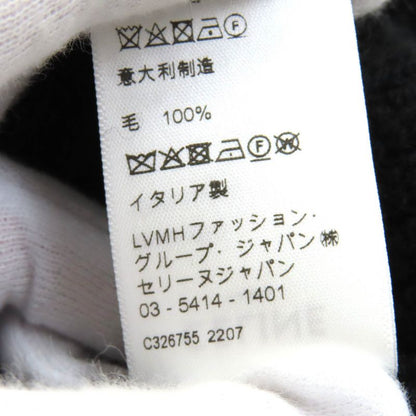 意大利制造
毛 100%
イタリア製
LVMHファッション・
グループ・ジャパン㈱
セリーヌジャパン
03 - 5414 - 1401
C326755 2207